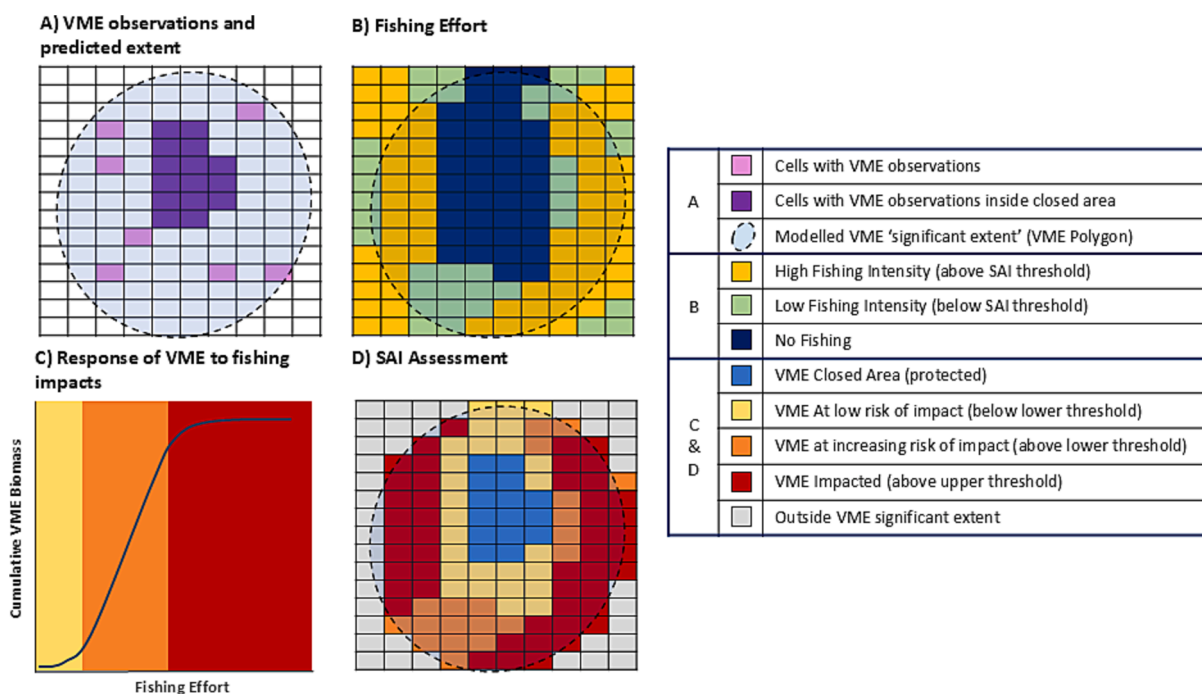 A) VME observations and
predicted extent
B) Fishing Effort
C) Response of VME to fishing
impacts
D) SAI Assessment
Cumulative VME Biomass
Fishing Effort
A
Cells with VME observations
Cells with VME observations inside closed area
Modelled VME ‘significant extent’ (VME Polygon)
B
High Fishing Intensity (above SAI threshold)
Low Fishing Intensity (below SAI threshold)
No Fishing
C
&
D
VME Closed Area (protected)
VME At low risk of impact (below lower threshold)
VME at increasing risk of impact (above lower threshold)
VME Impacted (above upper threshold)
Outside VME significant extent